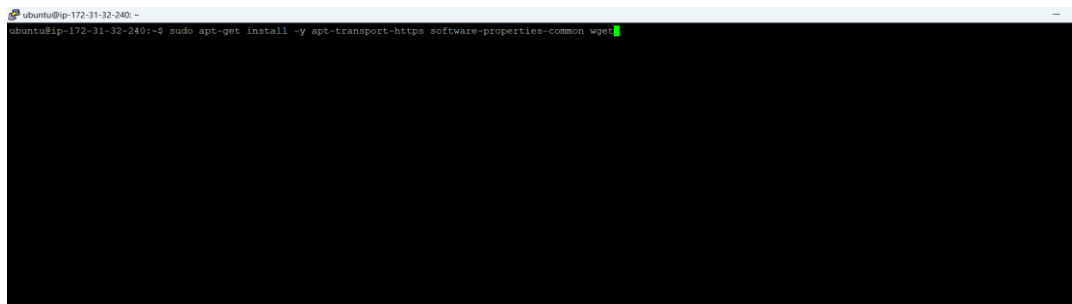 ubuntu@ip-172-31-32-240: ~
ubuntu@ip-172-31-32-240:~$ sudo apt-get install -y apt-transport-https software-properties-common wget